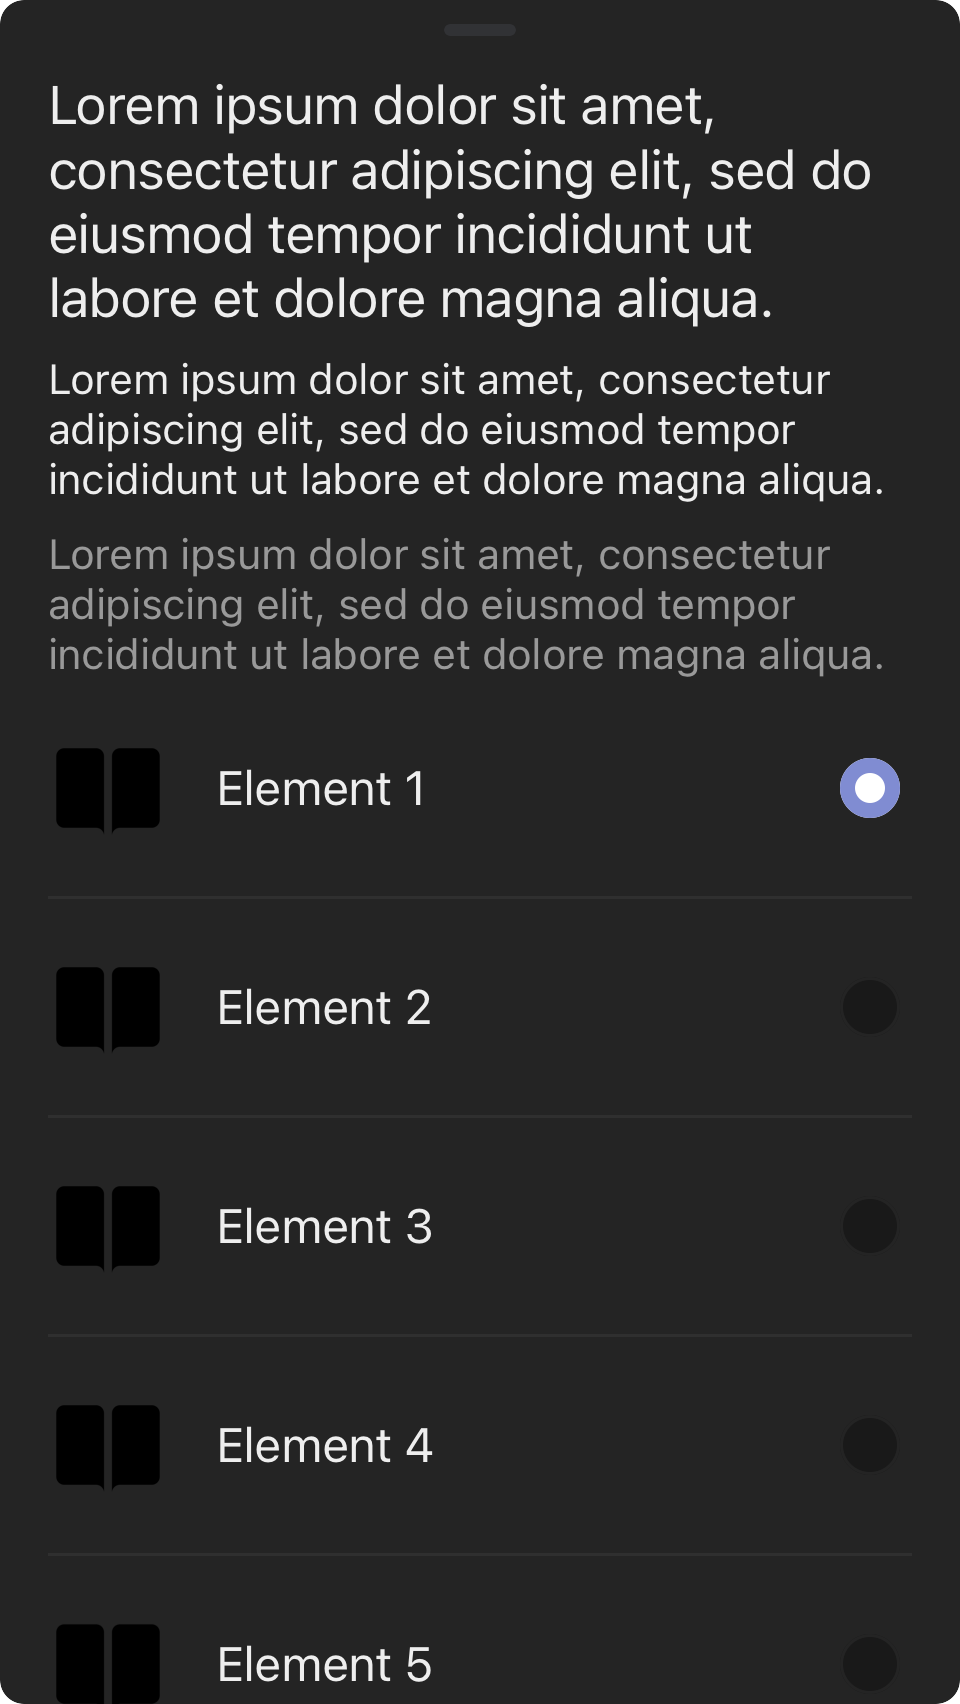 Lorem ipsum dolor sit amet,
consectetur adipiscing elit, sed do
eiusmod tempor incididunt ut
labore et dolore magna aliqua.
Lorem ipsum dolor sit amet, consectetur
adipiscing elit, sed do eiusmod tempor
incididunt ut labore et dolore magna aliqua.
Lorem ipsum dolor sit amet, consectetur
adipiscing elit, sed do eiusmod tempor
incididunt ut labore et dolore magna aliqua.
Element 1
Element 2
Element 3
Element 4
Element 5